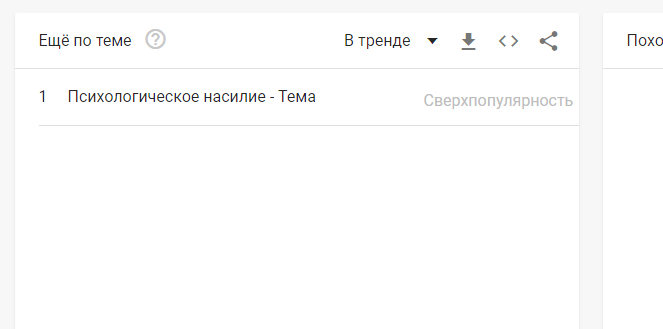 Ещё по теме
В тренде
1 Психологическое насилие - Тема
Сверхпопулярность
Похо